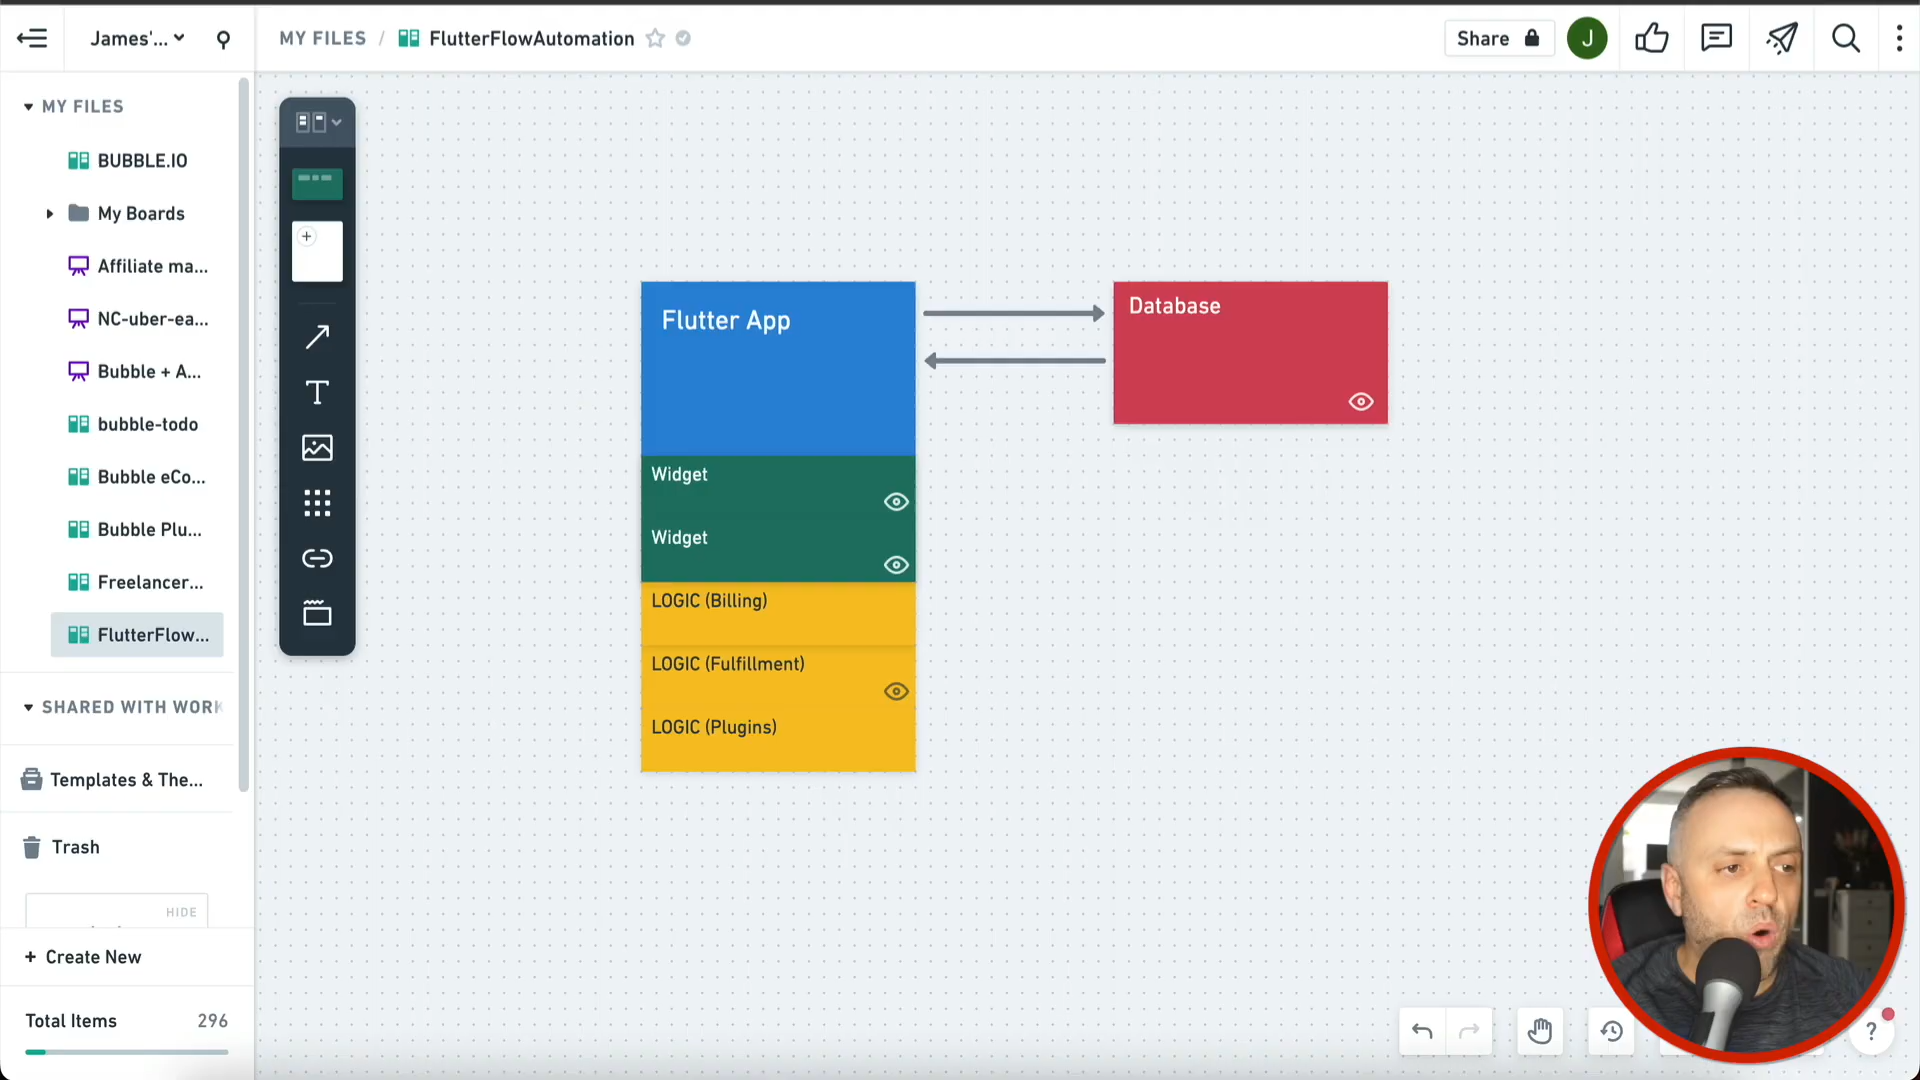 James'...
MY FILES / FlutterFlowAutomation
Share
J
MY FILES
BUBBLE.IO
My Boards
Affiliate ma...
NC-uber-ea...
Bubble + A...
bubble-todo
Bubble eCo...
Bubble Plu...
Freelancer...
FlutterFlow...
SHARED WITH WORK
Templates & The...
Trash
HIDE
+ Create New
Total Items 296
T
Flutter App
Widget
Widget
LOGIC (Billing)
LOGIC (Fulfillment)
LOGIC (Plugins)
Database
?